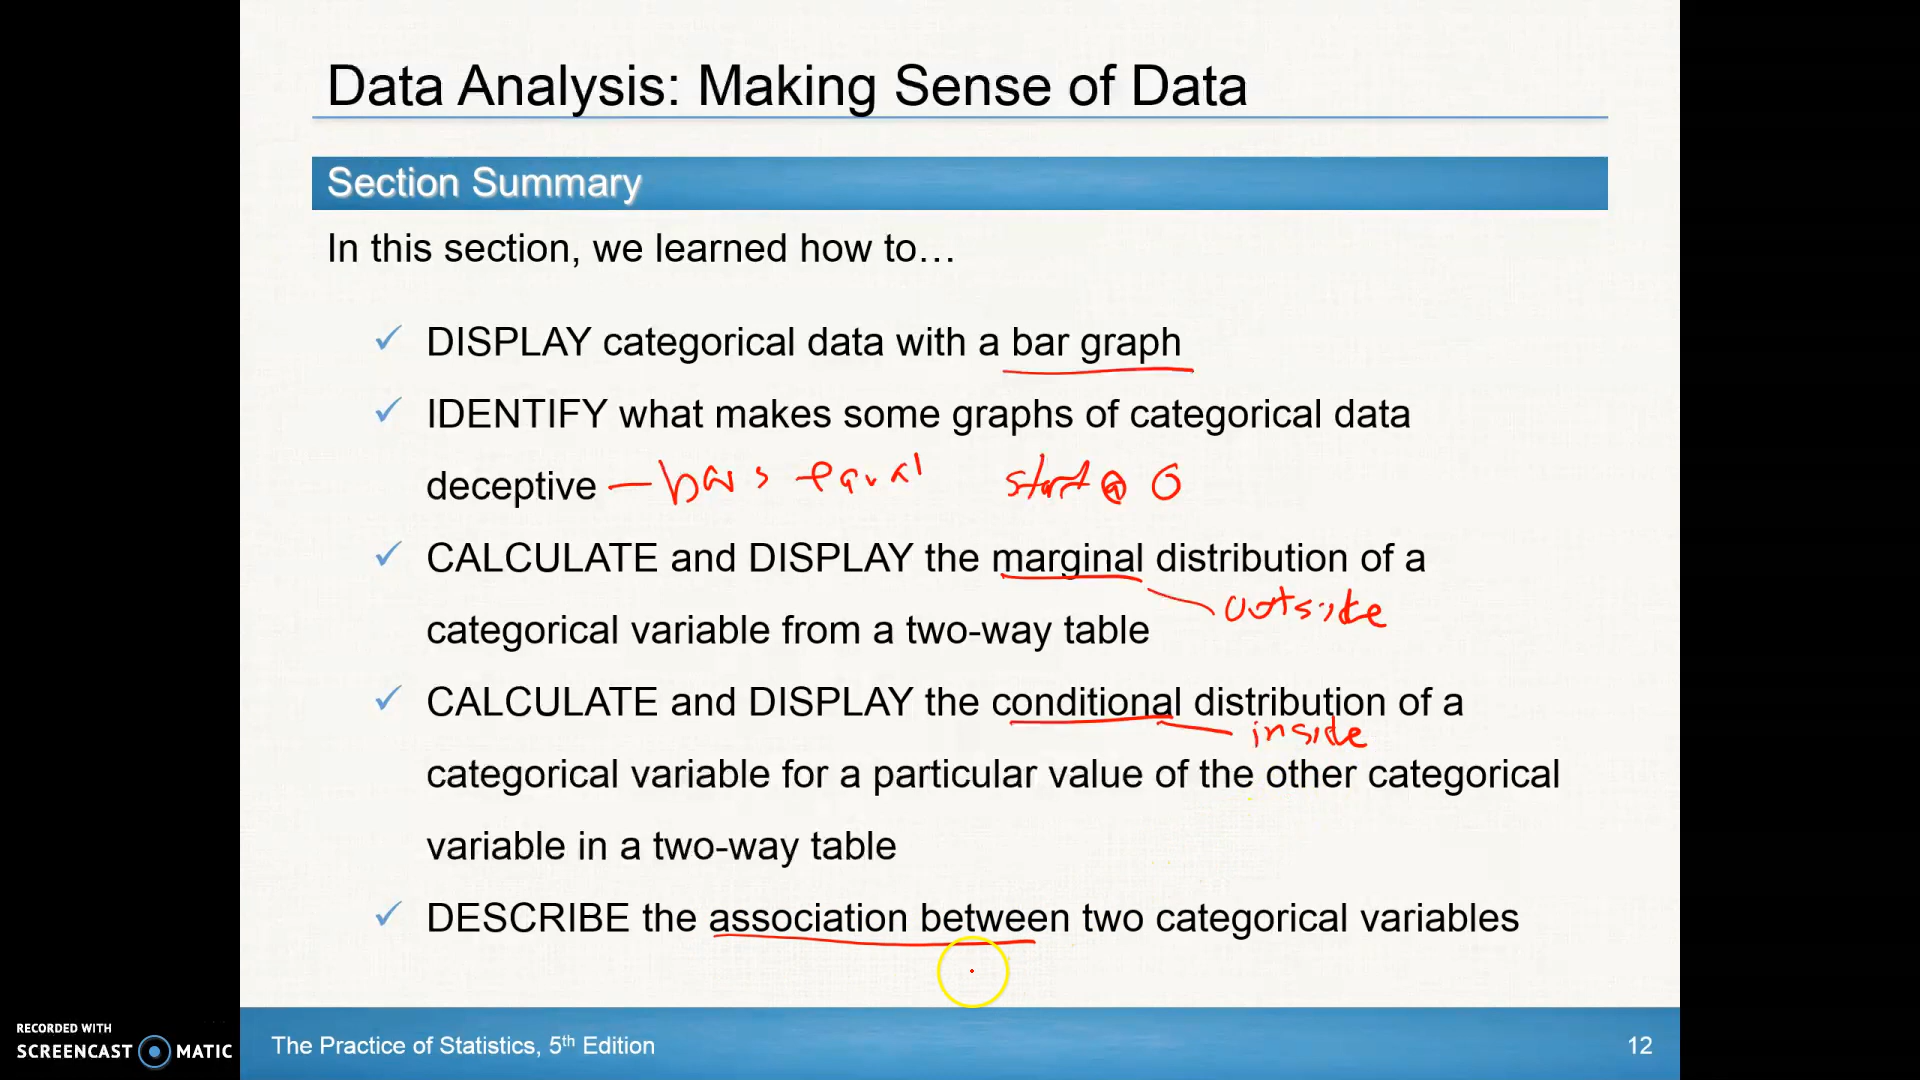 Data Analysis: Making Sense of Data
Section Summary
In this section, we learned how to…
✓ DISPLAY categorical data with a bar graph
✓ IDENTIFY what makes some graphs of categorical data
deceptive — bars equal start @ 0
✓ CALCULATE and DISPLAY the marginal distribution of a
outside
categorical variable from a two-way table
✓ CALCULATE and DISPLAY the conditional distribution of a
inside
categorical variable for a particular value of the other categorical
variable in a two-way table
✓ DESCRIBE the association between two categorical variables
RECORDED WITH
SCREENCAST MATIC
The Practice of Statistics, 5th Edition
12